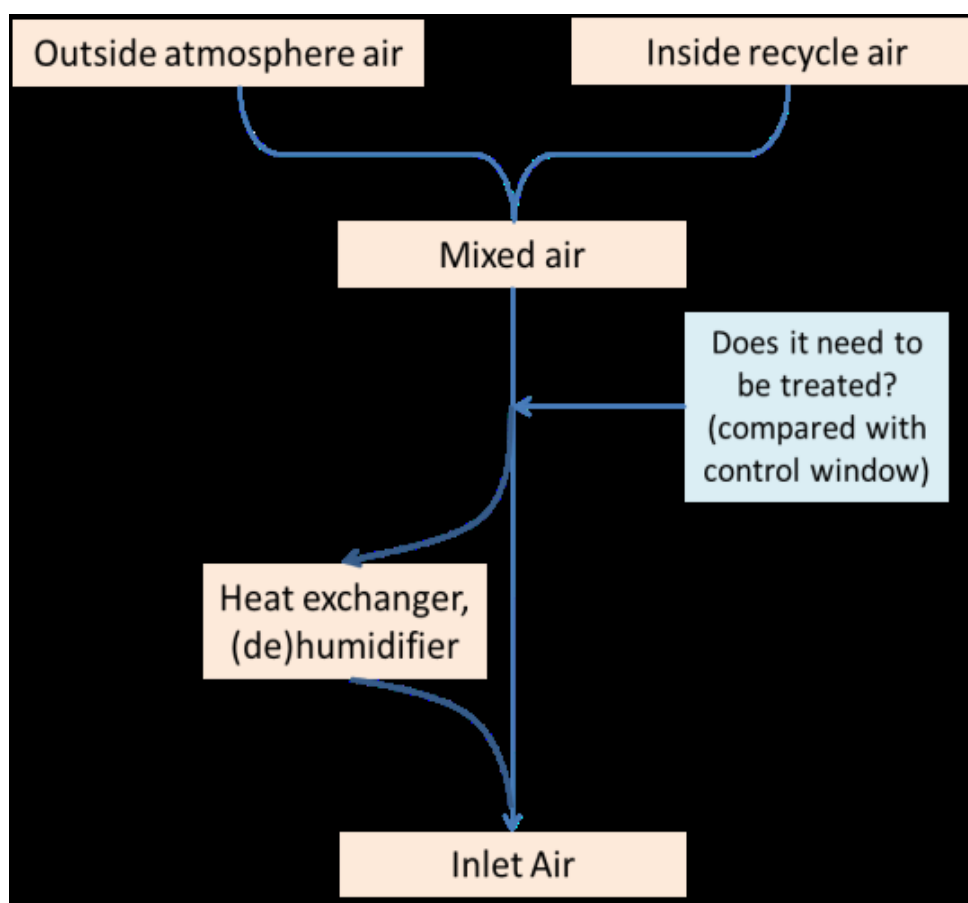 Outside atmosphere air
Inside recycle air
Mixed air
Does it need to
be treated?
(compared with
control window)
Heat exchanger,
(de)humidifier
Inlet Air